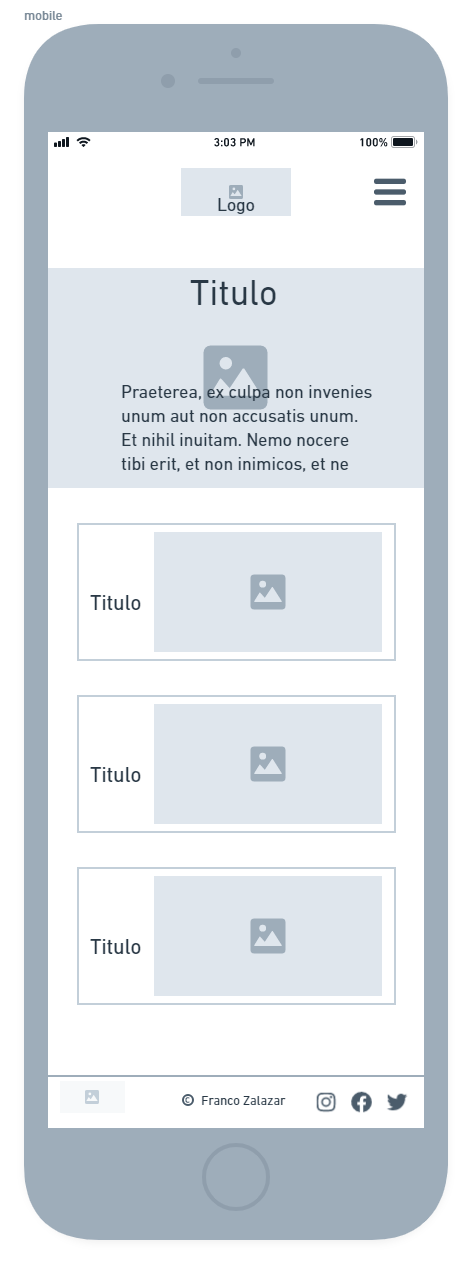 mobile
3:03 PM
100%
Logo
Titulo
Praeterea, ex culpa non invenies
unum aut non accusatis unum.
Et nihil inuitam. Nemo nocere
tibi erit, et non inimicos, et ne
Titulo
Titulo
Titulo
© Franco Zalazar